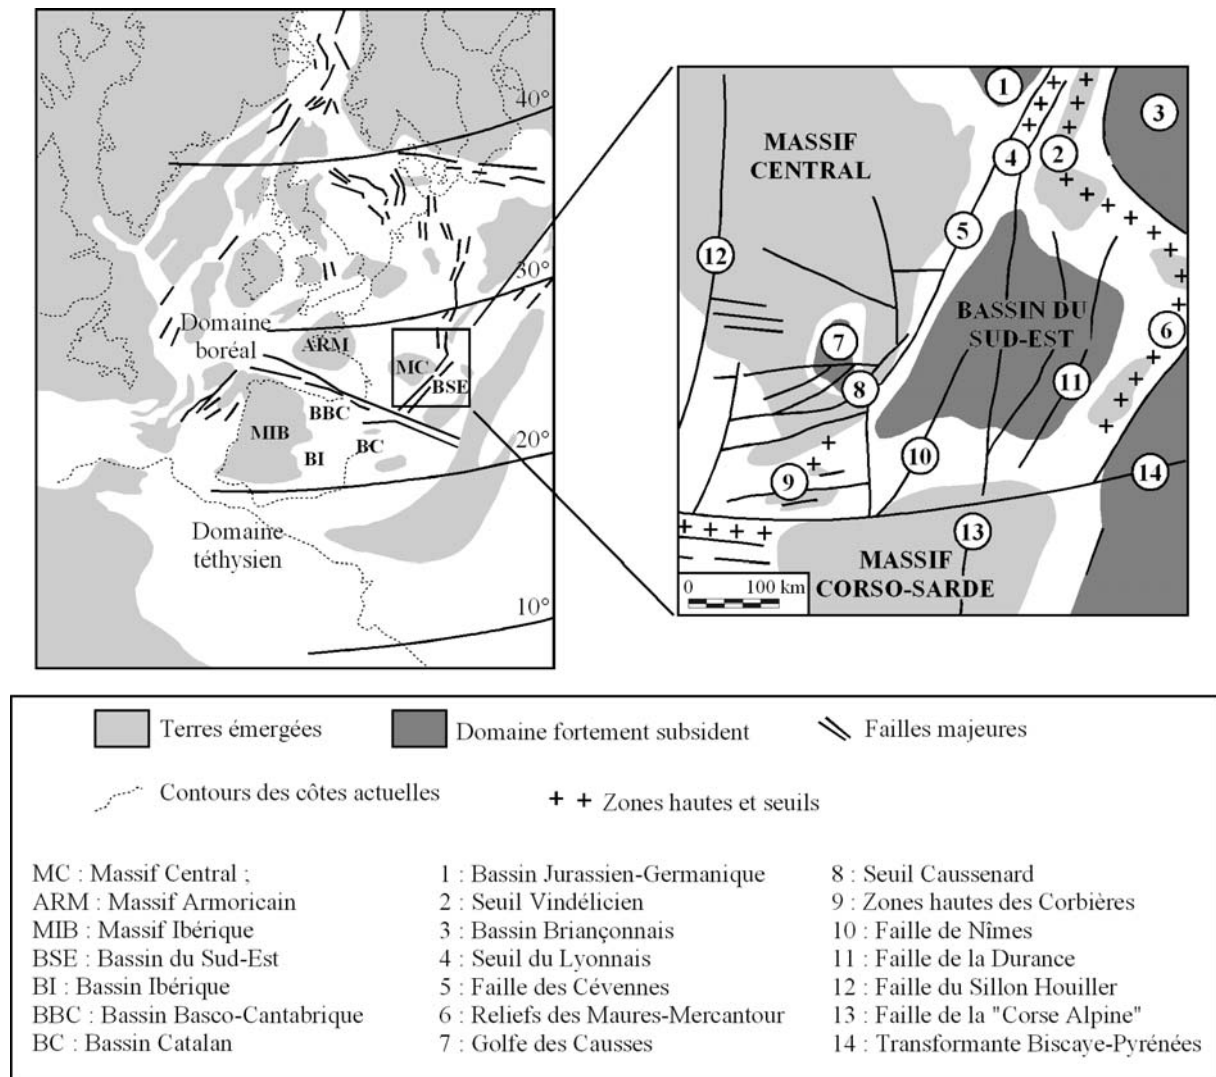 40°
30°
Domaine
boréal
ARM
MC
BSE
BBC
MIB
BC
BI
20°
Domaine
téthysien
10°
1
3
MASSIF
CENTRAL
2
4
5
12
BASSIN DU
SUD-EST
6
7
11
8
10
14
9
13
MASSIF
CORSO-SARDE
0 100 km
Terres émergées
Domaine fortement subsident
Failles majeures
Contours des côtes actuelles
+ + Zones hautes et seuils
MC : Massif Central ;
ARM : Massif Armoricain
MIB : Massif Ibérique
BSE : Bassin du Sud-Est
BI : Bassin Ibérique
BBC : Bassin Basco-Cantabrique
BC : Bassin Catalan
1 : Bassin Jurassien-Germanique
2 : Seuil Vindélicien
3 : Bassin Briançonnais
4 : Seuil du Lyonnais
5 : Faille des Cévennes
6 : Reliefs des Maures-Mercantour
7 : Golfe des Causses
8 : Seuil Caussenard
9 : Zones hautes des Corbières
10 : Faille de Nîmes
11 : Faille de la Durance
12 : Faille du Sillon Houiller
13 : Faille de la "Corse Alpine"
14 : Transformante Biscaye-Pyrénées